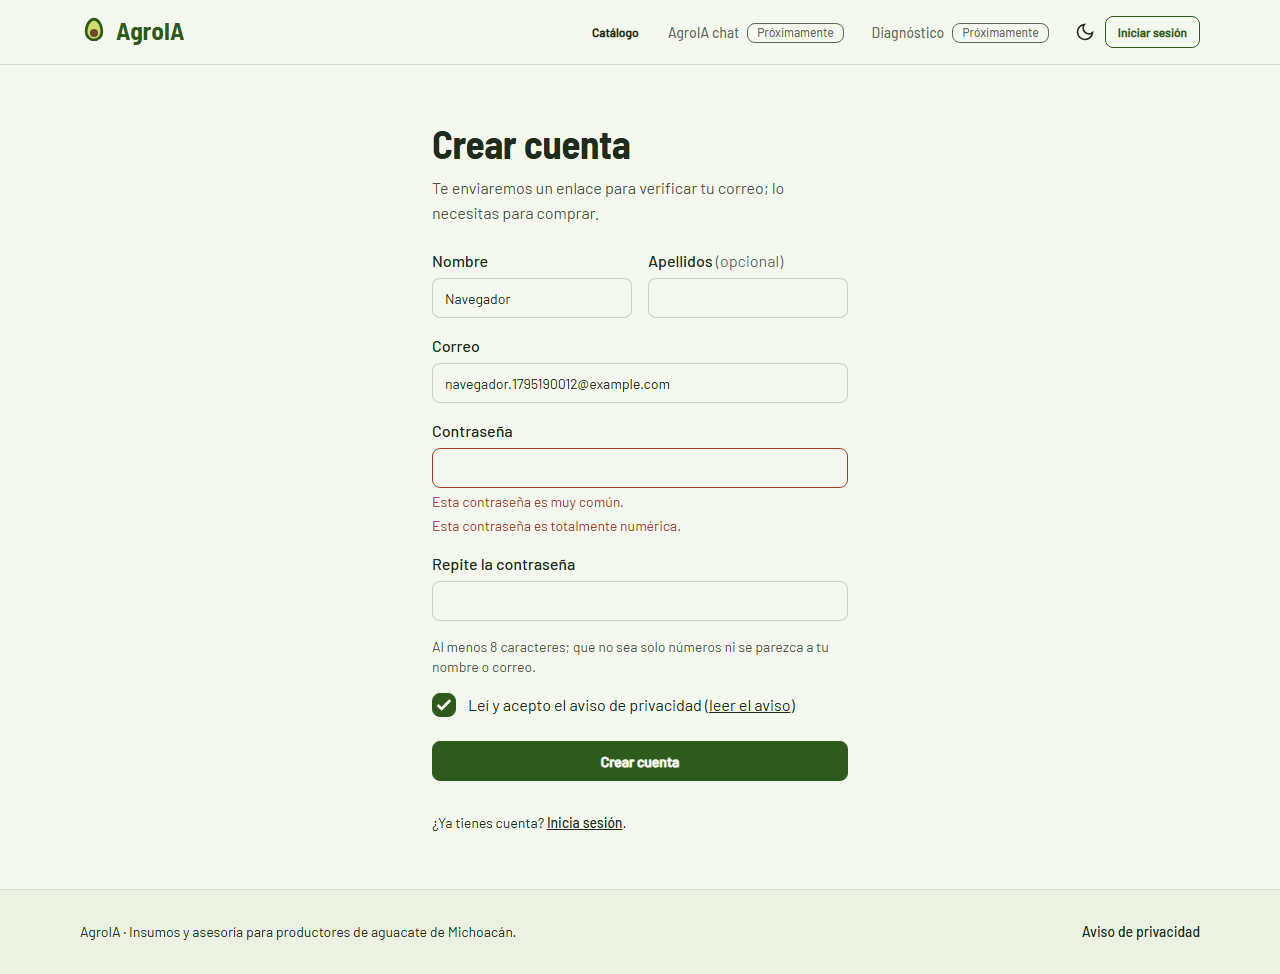 AgroIA
Catálogo
AgroIA chat
Próximamente
Diagnóstico
Próximamente
Iniciar sesión
Crear cuenta
Te enviaremos un enlace para verificar tu correo; lo
necesitas para comprar.
Nombre
Apellidos (opcional)
Navegador
Correo
navegador.1795190012@example.com
Contraseña
Esta contraseña es muy común.
Esta contraseña es totalmente numérica.
Repite la contraseña
Al menos 8 caracteres; que no sea solo números ni se parezca a tu
nombre o correo.
Leí y acepto el aviso de privacidad (leer el aviso)
Crear cuenta
¿Ya tienes cuenta? Inicia sesión.
AgroIA · Insumos y asesoría para productores de aguacate de Michoacán.
Aviso de privacidad